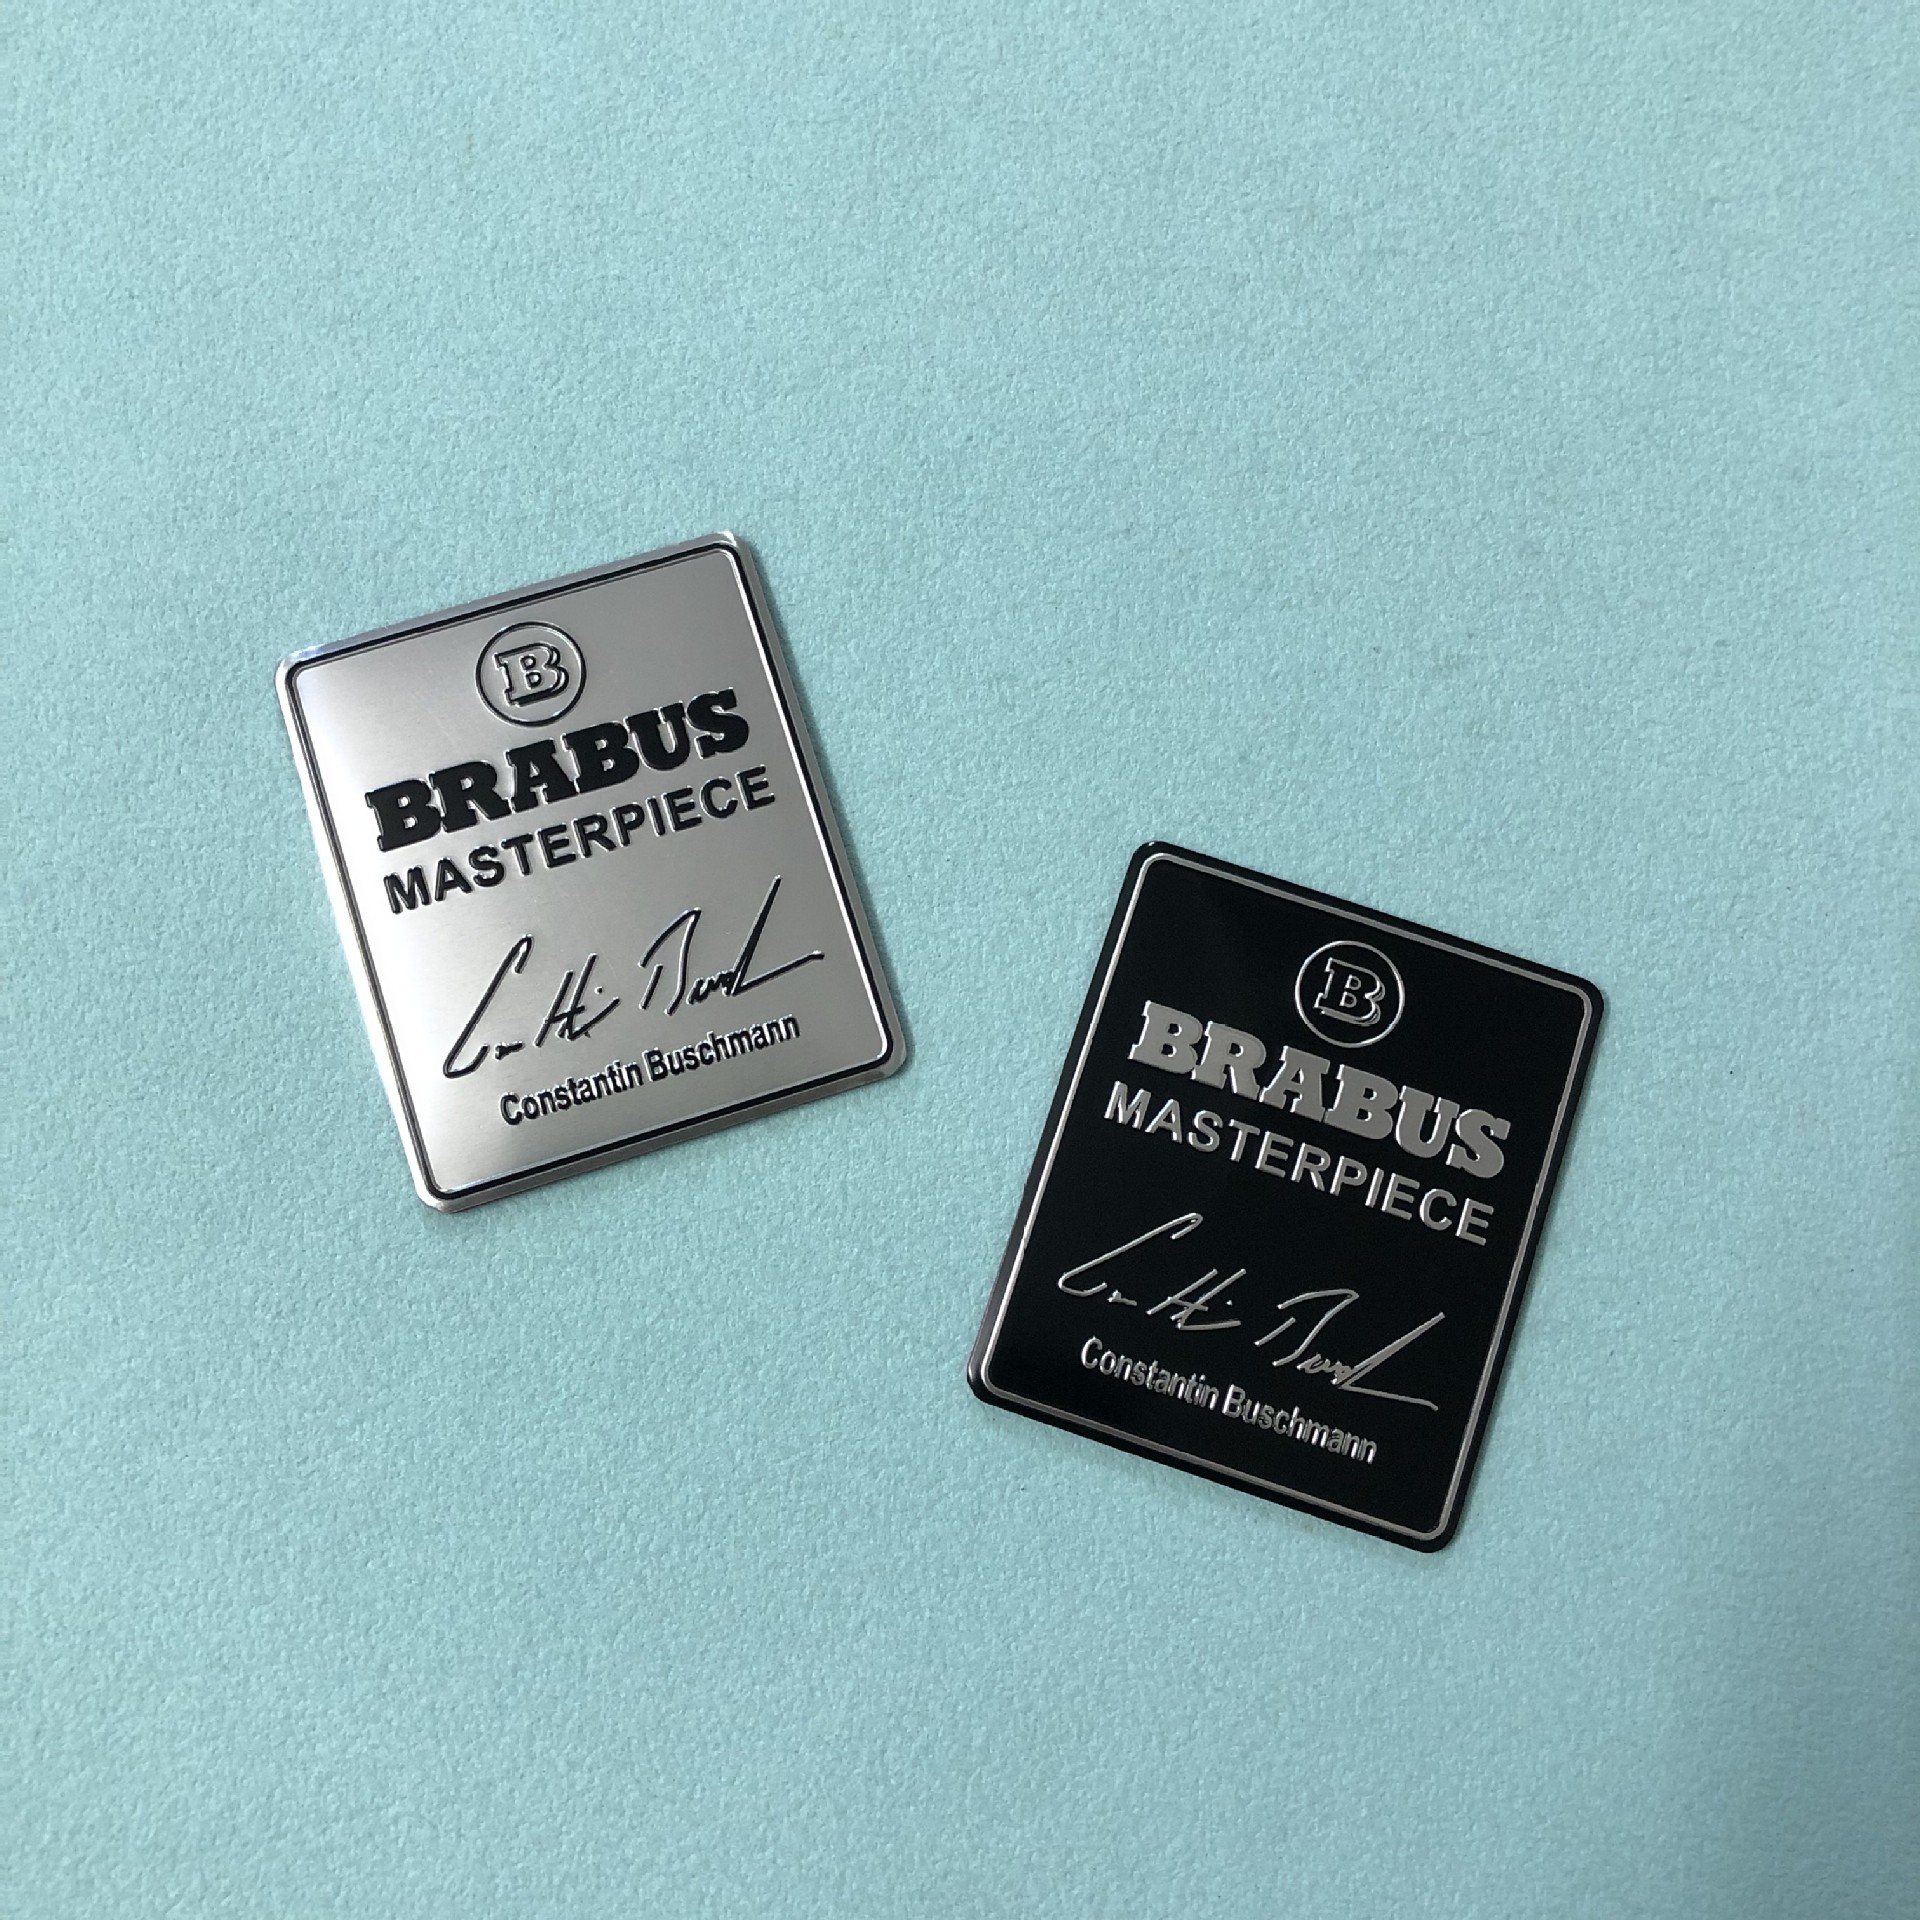 B
BRABUS
MASTERPIECE
Constantin Buschmann
B
BRABUS
MASTERPIECE
Constantin Buschmann